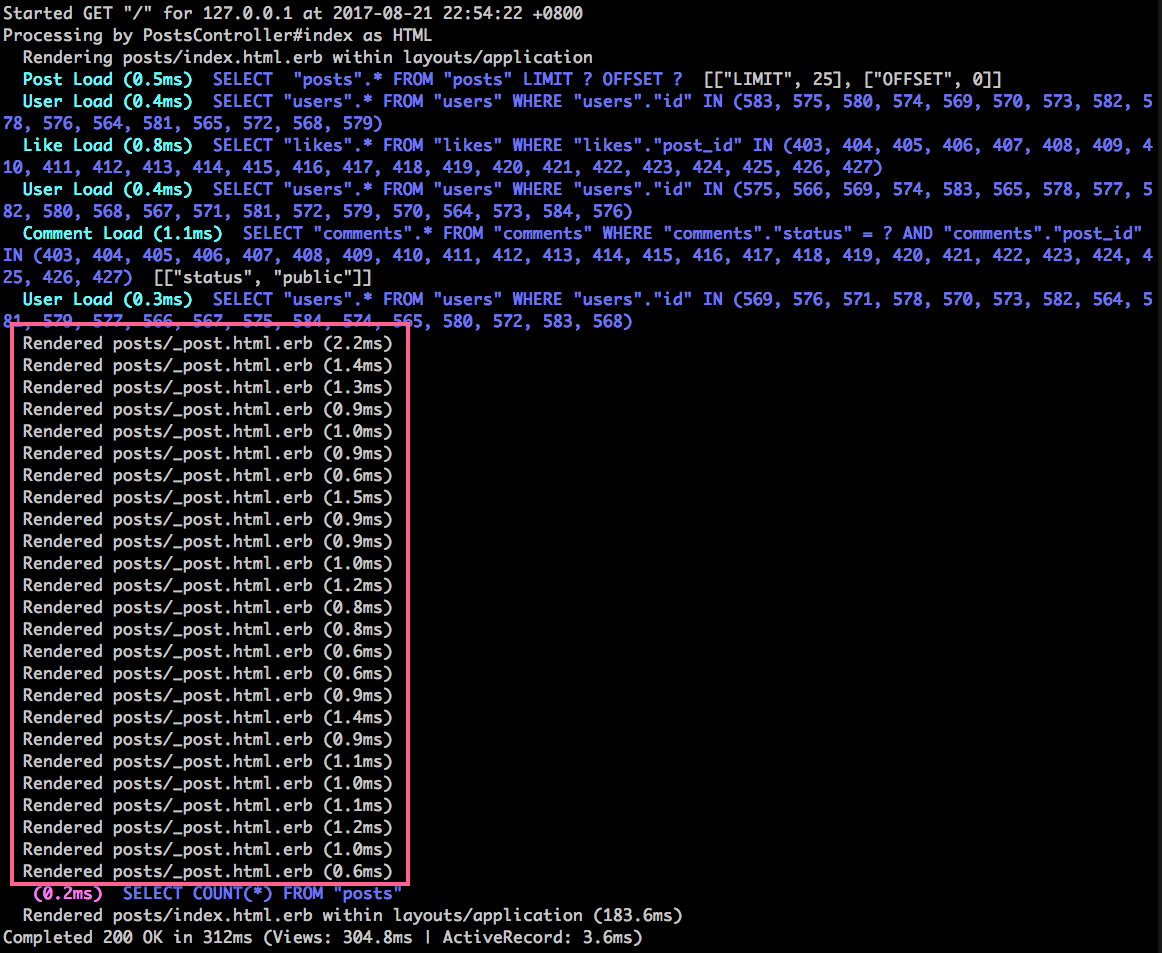 Started GET "/" for 127.0.0.1 at 2017-08-21 22:54:22 +0800
Processing by PostsController#index as HTML
  Rendering posts/index.html.erb within layouts/application
  Post Load (0.5ms)  SELECT  "posts".* FROM "posts" LIMIT ? OFFSET ?  [["LIMIT", 25], ["OFFSET", 0]]
  User Load (0.4ms)  SELECT "users".* FROM "users" WHERE "users"."id" IN (583, 575, 580, 574, 569, 570, 573, 582, 5
78, 576, 564, 581, 565, 572, 568, 579)
  Like Load (0.8ms)  SELECT "likes".* FROM "likes" WHERE "likes"."post_id" IN (403, 404, 405, 406, 407, 408, 409, 4
10, 411, 412, 413, 414, 415, 416, 417, 418, 419, 420, 421, 422, 423, 424, 425, 426, 427)
  User Load (0.4ms)  SELECT "users".* FROM "users" WHERE "users"."id" IN (575, 566, 569, 574, 583, 565, 578, 577, 5
82, 580, 568, 567, 571, 581, 572, 579, 570, 564, 573, 584, 576)
  Comment Load (1.1ms)  SELECT "comments".* FROM "comments" WHERE "comments"."status" = ? AND "comments"."post_id"
IN (403, 404, 405, 406, 407, 408, 409, 410, 411, 412, 413, 414, 415, 416, 417, 418, 419, 420, 421, 422, 423, 424, 4
25, 426, 427)  [["status", "public"]]
  User Load (0.3ms)  SELECT "users".* FROM "users" WHERE "users"."id" IN (569, 576, 571, 578, 570, 573, 582, 564, 5
81, 579, 577, 566, 567, 575, 584, 574, 565, 580, 572, 583, 568)
  Rendered posts/_post.html.erb (2.2ms)
  Rendered posts/_post.html.erb (1.4ms)
  Rendered posts/_post.html.erb (1.3ms)
  Rendered posts/_post.html.erb (0.9ms)
  Rendered posts/_post.html.erb (1.0ms)
  Rendered posts/_post.html.erb (0.9ms)
  Rendered posts/_post.html.erb (0.6ms)
  Rendered posts/_post.html.erb (1.5ms)
  Rendered posts/_post.html.erb (0.9ms)
  Rendered posts/_post.html.erb (0.9ms)
  Rendered posts/_post.html.erb (1.0ms)
  Rendered posts/_post.html.erb (1.2ms)
  Rendered posts/_post.html.erb (0.8ms)
  Rendered posts/_post.html.erb (0.8ms)
  Rendered posts/_post.html.erb (0.6ms)
  Rendered posts/_post.html.erb (0.6ms)
  Rendered posts/_post.html.erb (0.9ms)
  Rendered posts/_post.html.erb (1.4ms)
  Rendered posts/_post.html.erb (0.9ms)
  Rendered posts/_post.html.erb (1.1ms)
  Rendered posts/_post.html.erb (1.0ms)
  Rendered posts/_post.html.erb (1.1ms)
  Rendered posts/_post.html.erb (1.2ms)
  Rendered posts/_post.html.erb (1.0ms)
  Rendered posts/_post.html.erb (0.6ms)
   (0.2ms)  SELECT COUNT(*) FROM "posts"
  Rendered posts/index.html.erb within layouts/application (183.6ms)
Completed 200 OK in 312ms (Views: 304.8ms | ActiveRecord: 3.6ms)